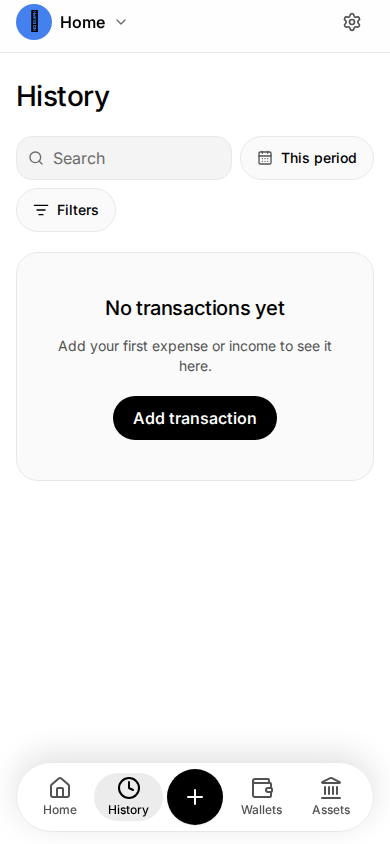 Home
History
Search
This period
Filters
No transactions yet
Add your first expense or income to see it
here.
Add transaction
Home
History
Wallets
Assets